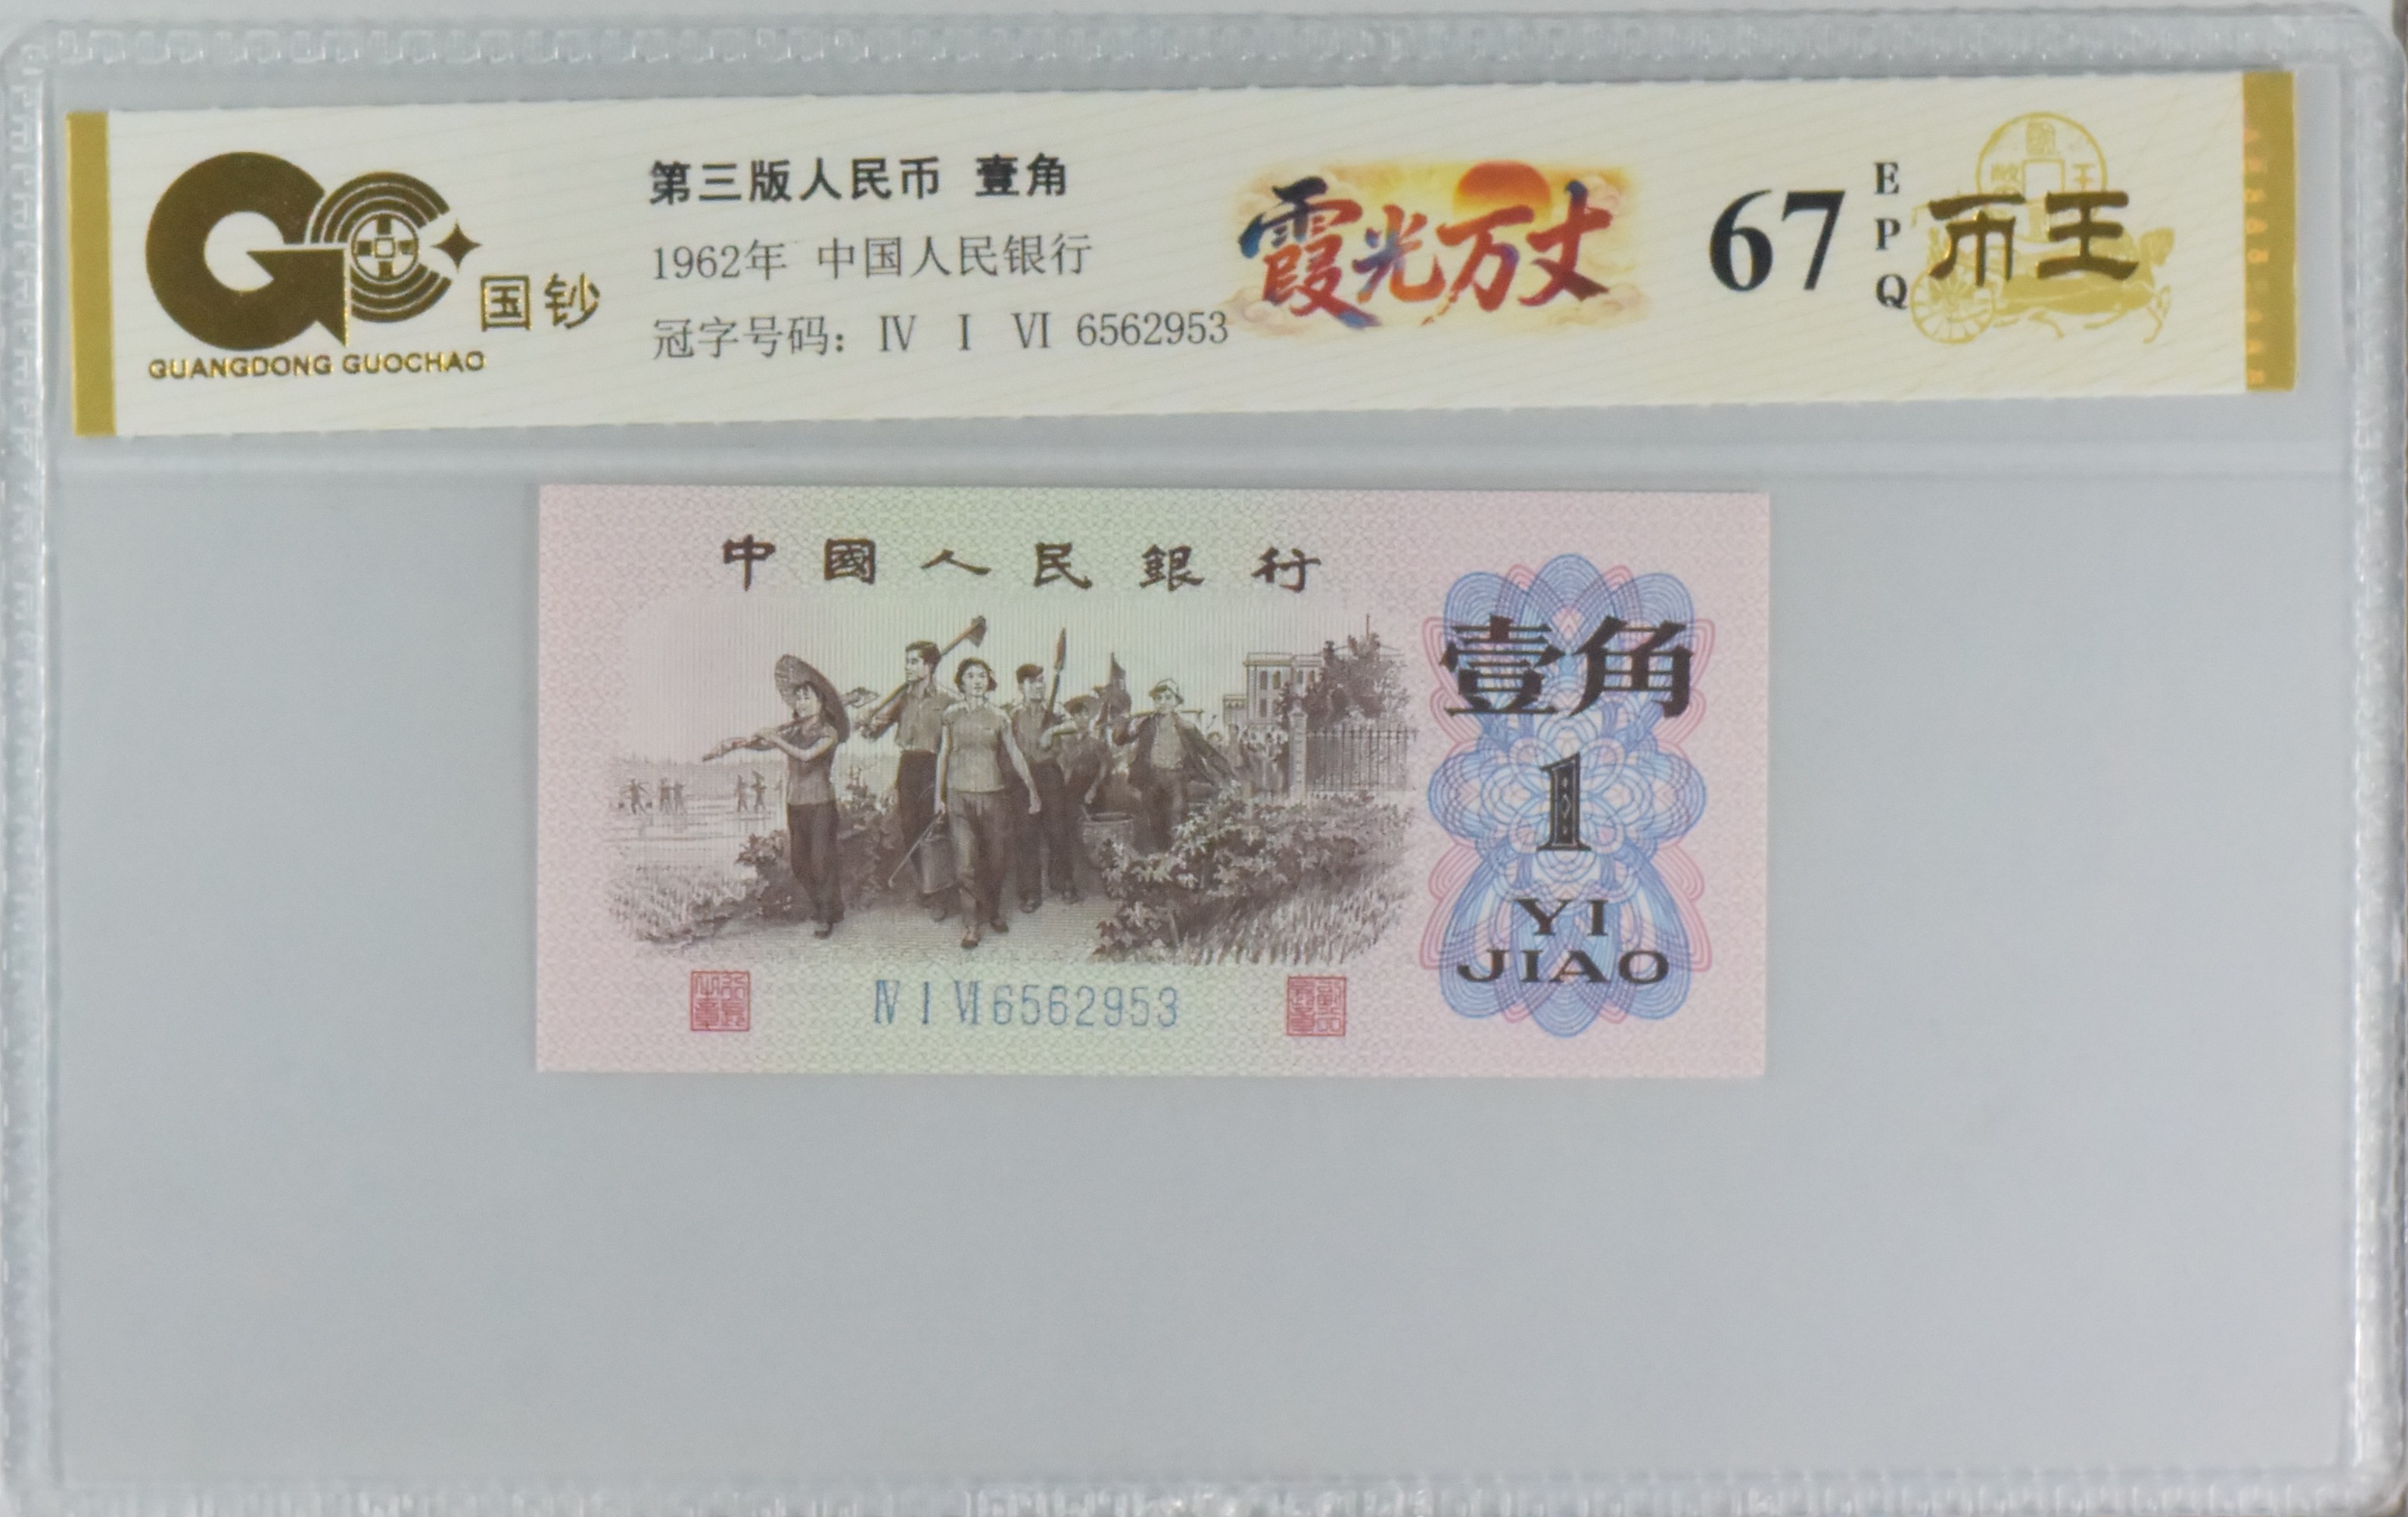 国钞
GUANGDONG GUOCHAO
第三版人民币 壹角
1962年 中国人民银行
冠字号码: Ⅳ Ⅰ Ⅵ 6562953
霞光万丈
67
EPQ
币王
中國人民銀行
壹角
1
YI
JIAO
Ⅳ Ⅰ Ⅵ 6562953